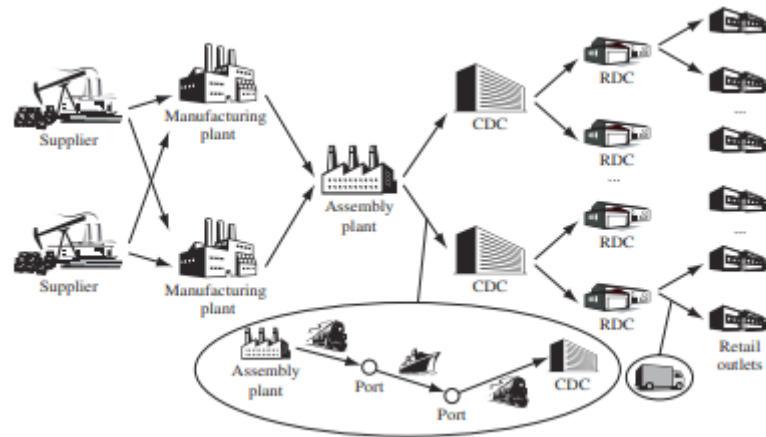 RDC
Manufacturing
plant
Supplier
CDC
RDC
...
...
Assembly
plant
RDC
...
Supplier
Manufacturing
plant
CDC
RDC
Retail
outlets
Assembly
plant
Port
Port
CDC